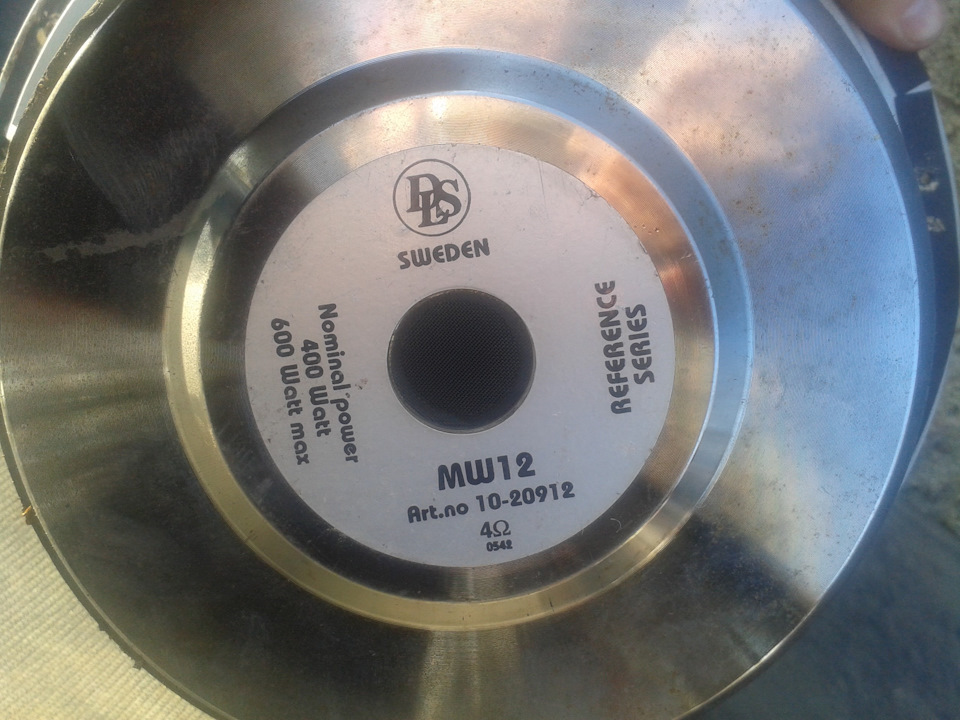 DLS
SWEDEN
REFERENCE
SERIES
Nominal power
400 Watt
600 Watt max
MW12
Art.no 10-20912
4Ω
0542